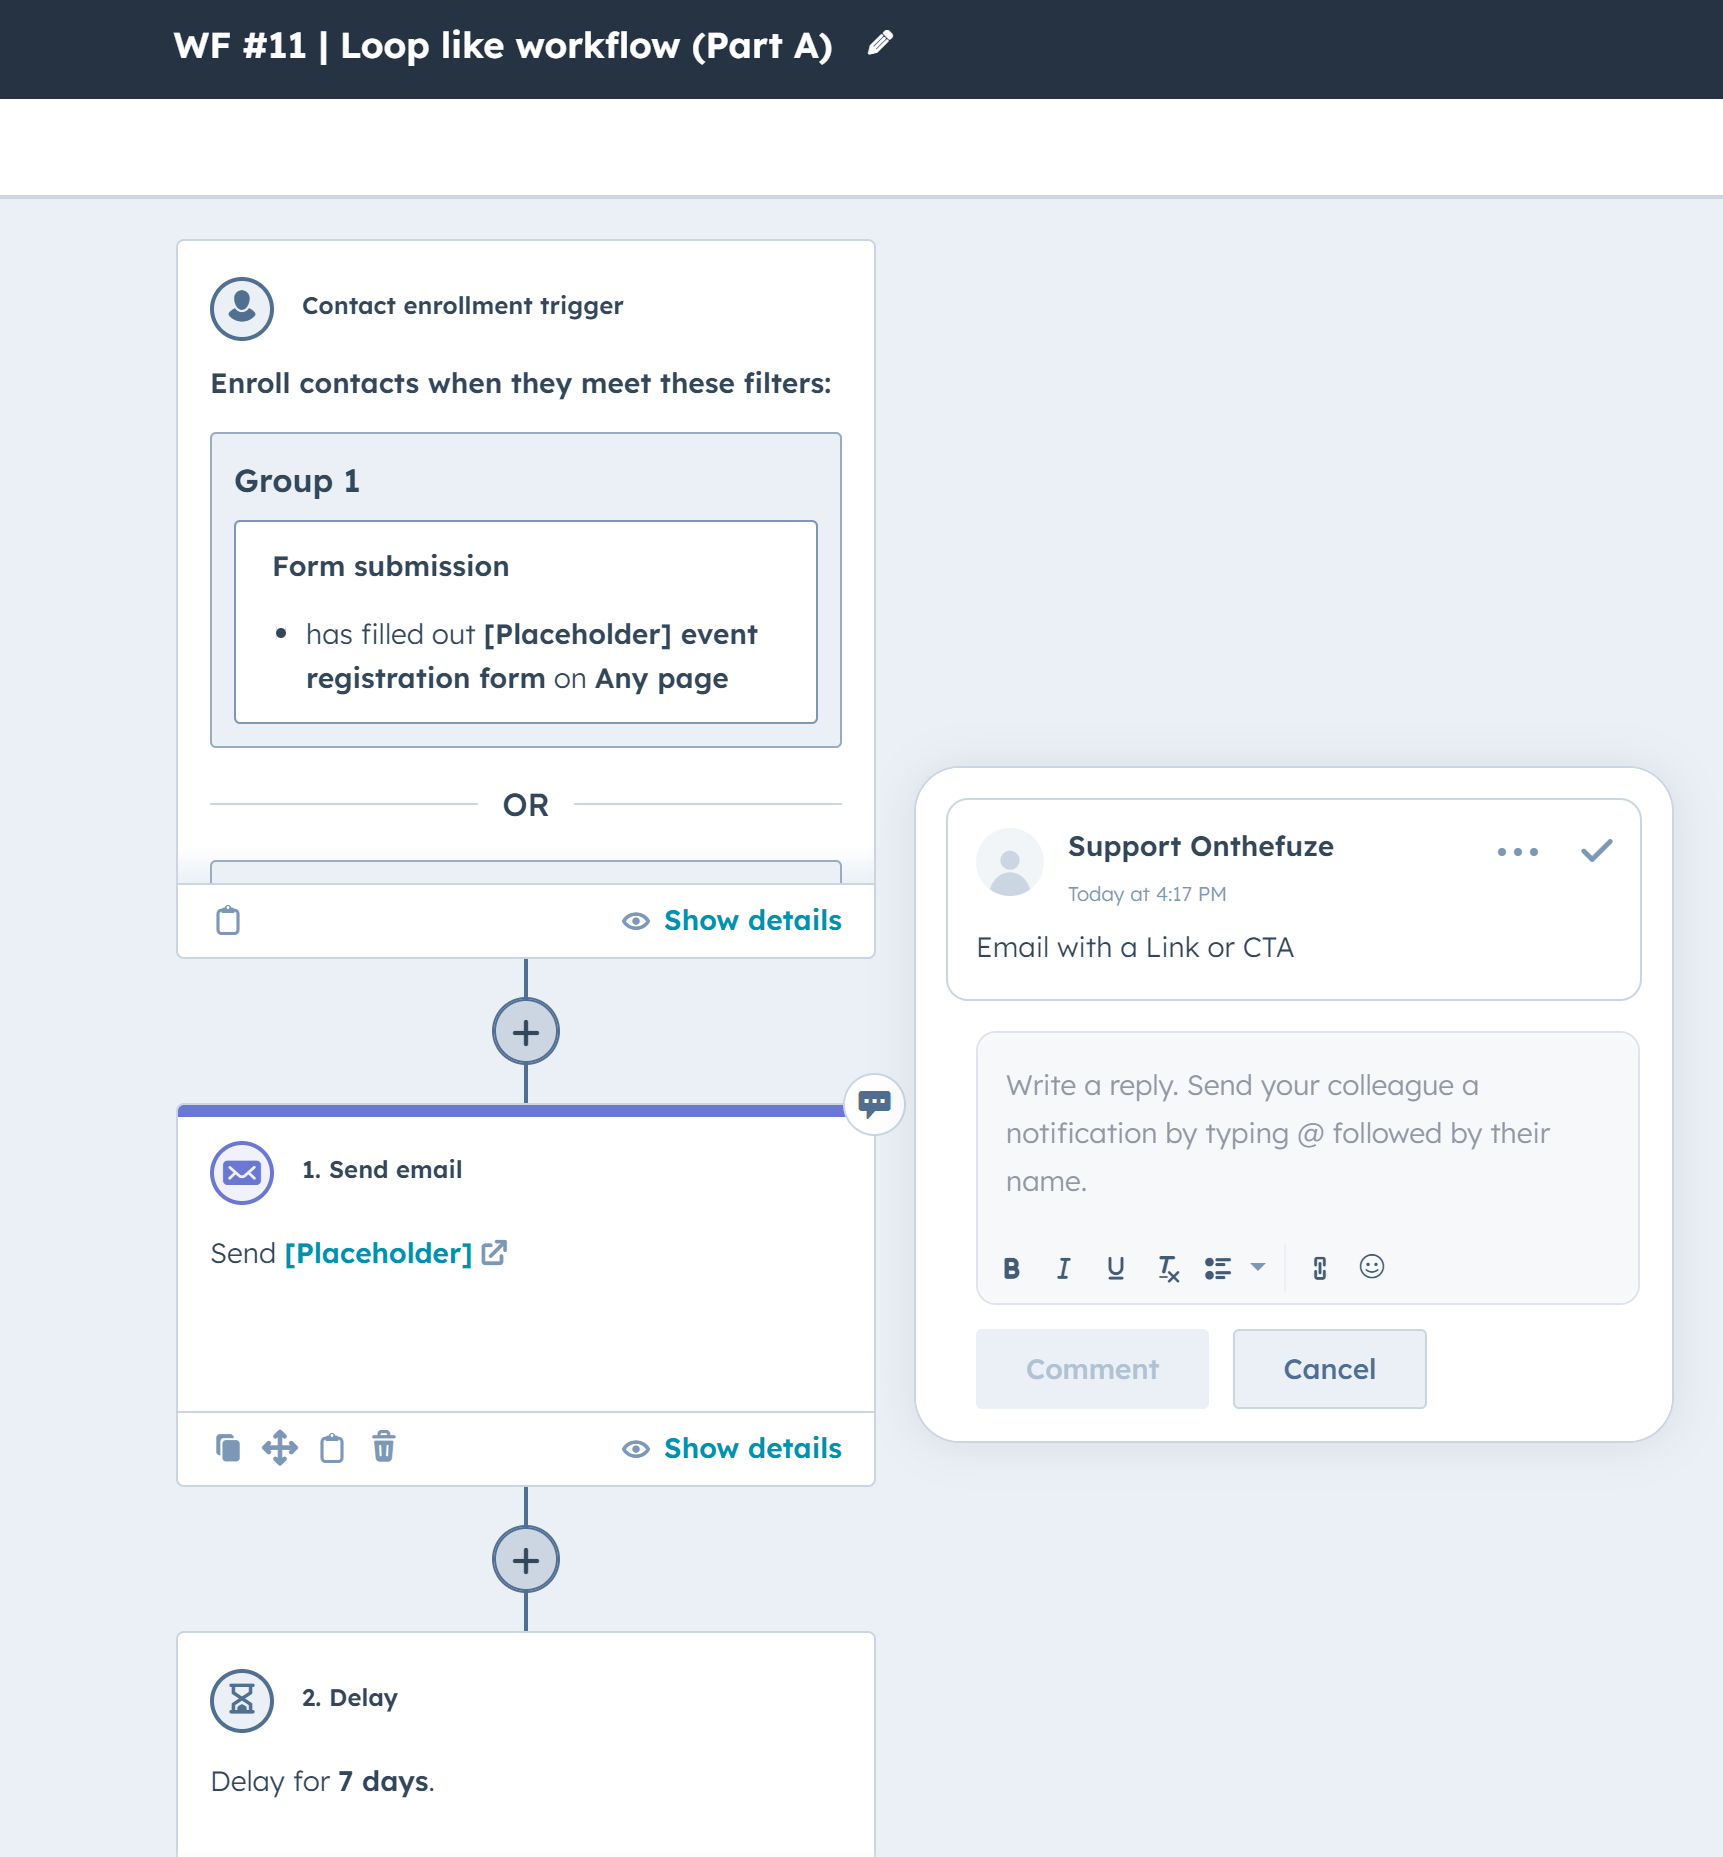 WF #11 | Loop like workflow (Part A)
Contact enrollment trigger
Enroll contacts when they meet these filters:
Group 1
Form submission
• has filled out [Placeholder] event
registration form on Any page
OR
Show details
1. Send email
Send [Placeholder]
Show details
2. Delay
Delay for 7 days.
Support Onthefuze
Today at 4:17 PM
Email with a Link or CTA
Write a reply. Send your colleague a
notification by typing @ followed by their
name.
Comment
Cancel